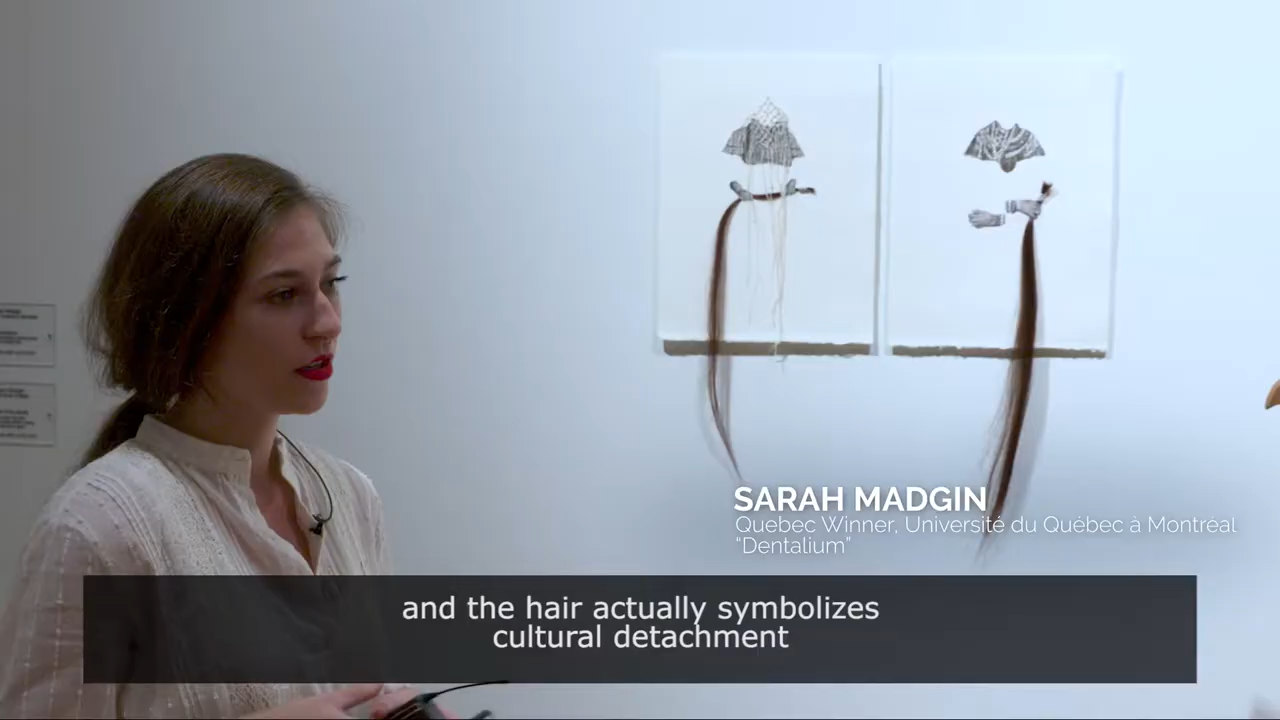 SARAH MADGIN
Quebec Winner, Université du Québec à Montréal
“Dentalium”
and the hair actually symbolizes
cultural detachment